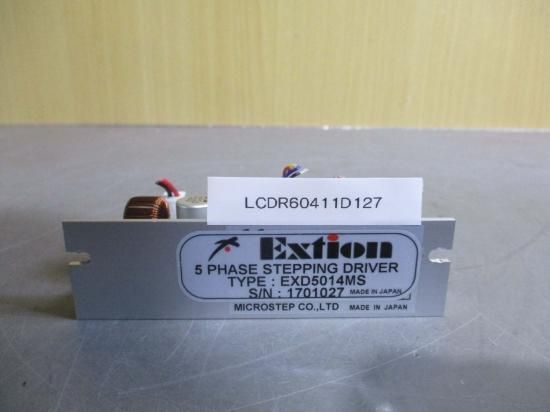 LCDR60411D127
Extion
5 PHASE STEPPING DRIVER
TYPE : EXD5014MS
S/N : 1701027 MADE IN JAPAN
MICROSTEP CO.,LTD MADE IN JAPAN